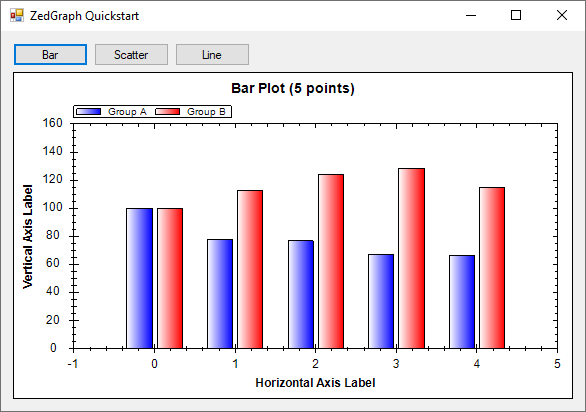 ZedGraph Quickstart
Bar Scatter Line
Bar Plot (5 points)
Group A Group B
160
140
120
100
80
60
40
20
0
Vertical Axis Label
-1 0 1 2 3 4 5
Horizontal Axis Label